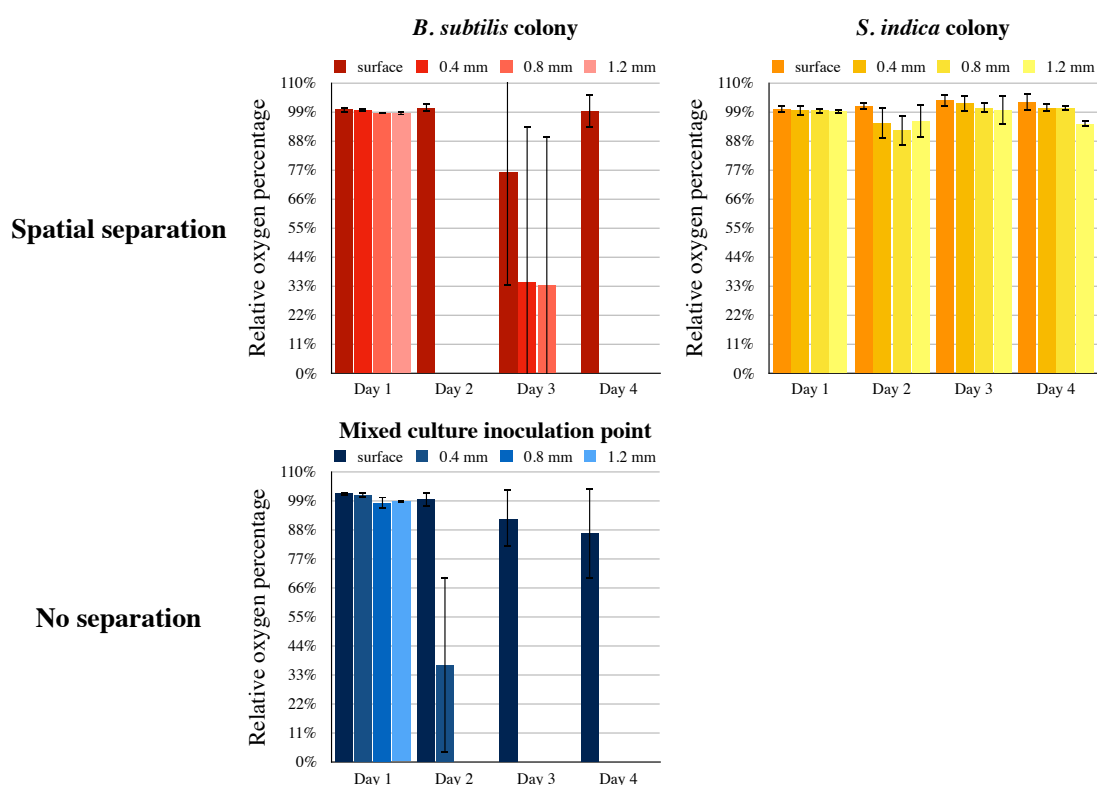 B. subtilis colony
surface 0.4 mm 0.8 mm 1.2 mm
Relative oxygen percentage
110%
99%
88%
77%
66%
55%
44%
33%
22%
11%
0%
Day 1 Day 2 Day 3 Day 4
S. indica colony
surface 0.4 mm 0.8 mm 1.2 mm
Relative oxygen percentage
110%
99%
88%
77%
66%
55%
44%
33%
22%
11%
0%
Day 1 Day 2 Day 3 Day 4
Spatial separation
Mixed culture inoculation point
surface 0.4 mm 0.8 mm 1.2 mm
Relative oxygen percentage
110%
99%
88%
77%
66%
55%
44%
33%
22%
11%
0%
Day 1 Day 2 Day 3 Day 4
No separation